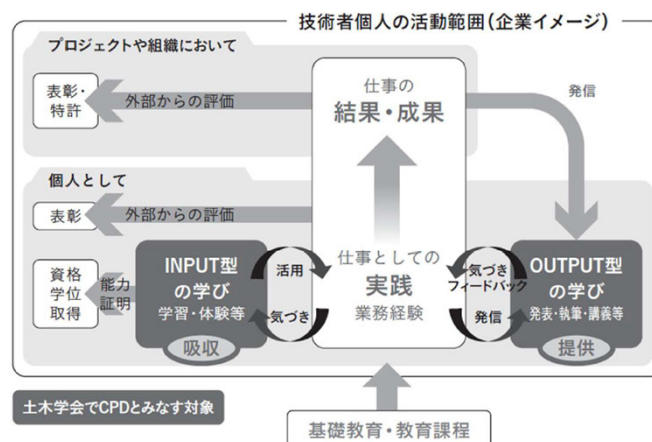 技術者個人の活動範囲(企業イメージ)
プロジェクトや組織において
表彰・
特許
外部からの評価
仕事の
結果・成果
発信
個人として
表彰
外部からの評価
資格
学位
取得
能力
証明
INPUT型
の学び
学習・体験等
吸収
活用
気づき
仕事としての
実践
業務経験
気づき
フィードバック
発信
OUTPUT型
の学び
発表・執筆・講義等
提供
土木学会でCPDとみなす対象
基礎教育・教育課程